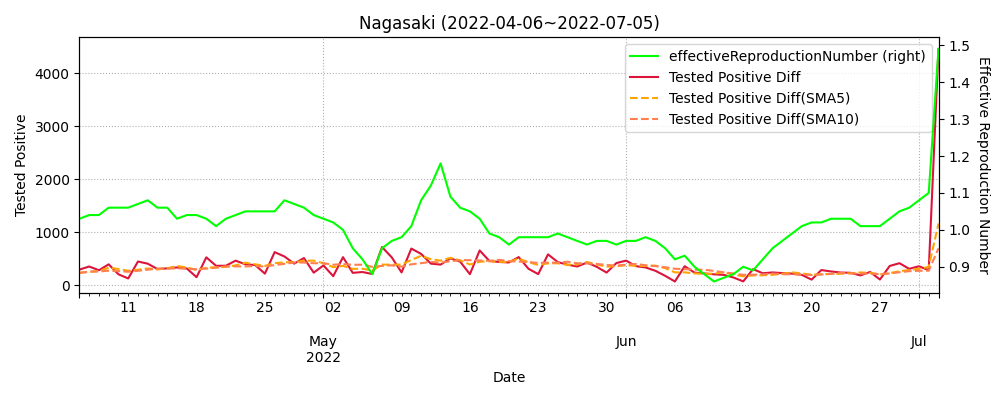 Nagasaki (2022-04-06~2022-07-05)
effectiveReproductionNumber (right)
Tested Positive Diff
Tested Positive Diff(SMA5)
Tested Positive Diff(SMA10)
Tested Positive
4000
3000
2000
1000
0
1.5
1.4
1.3
1.2
1.1
1.0
0.9
Effective Reproduction Number
11 18 25 02 09 16 23 30 06 13 20 27
May Jun Jul
2022
Date